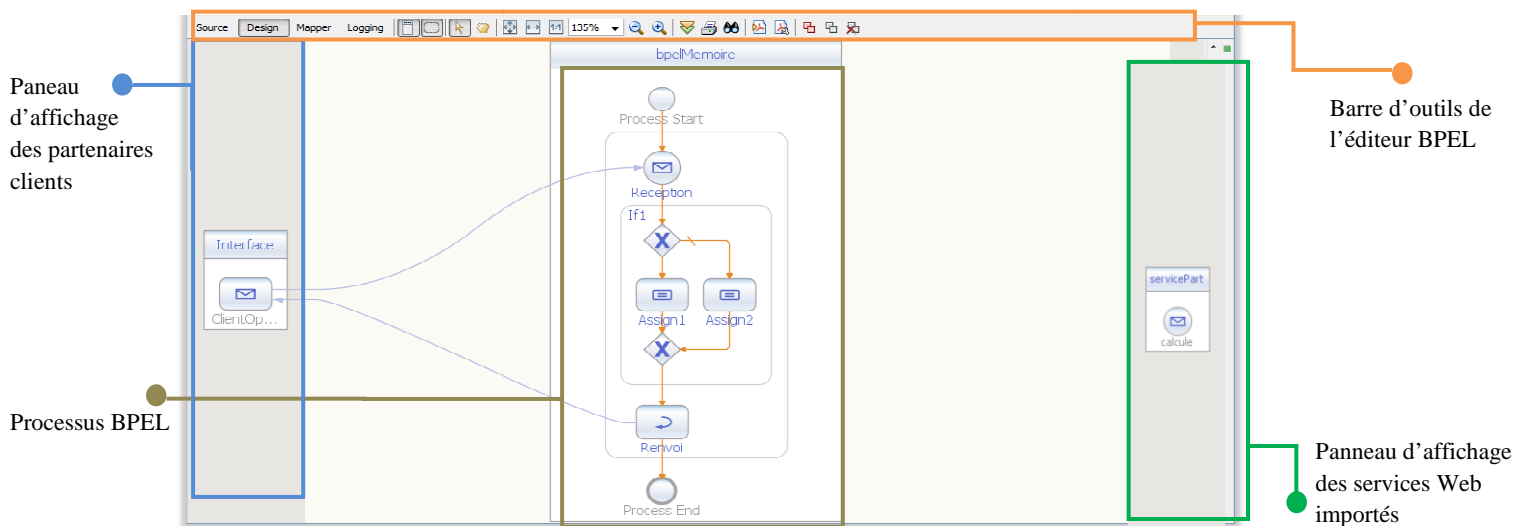 Source Design Mapper Logging 135%
bpelMemoire
Paneau
d’affichage
des partenaires
clients
Barre d’outils de
l’éditeur BPEL
Process Start
Reception
If1
Interface
ClientOp...
servicePart
calcule
Assign1 Assign2
Processus BPEL
Renvoi
Process End
Panneau d’affichage
des services Web
importés